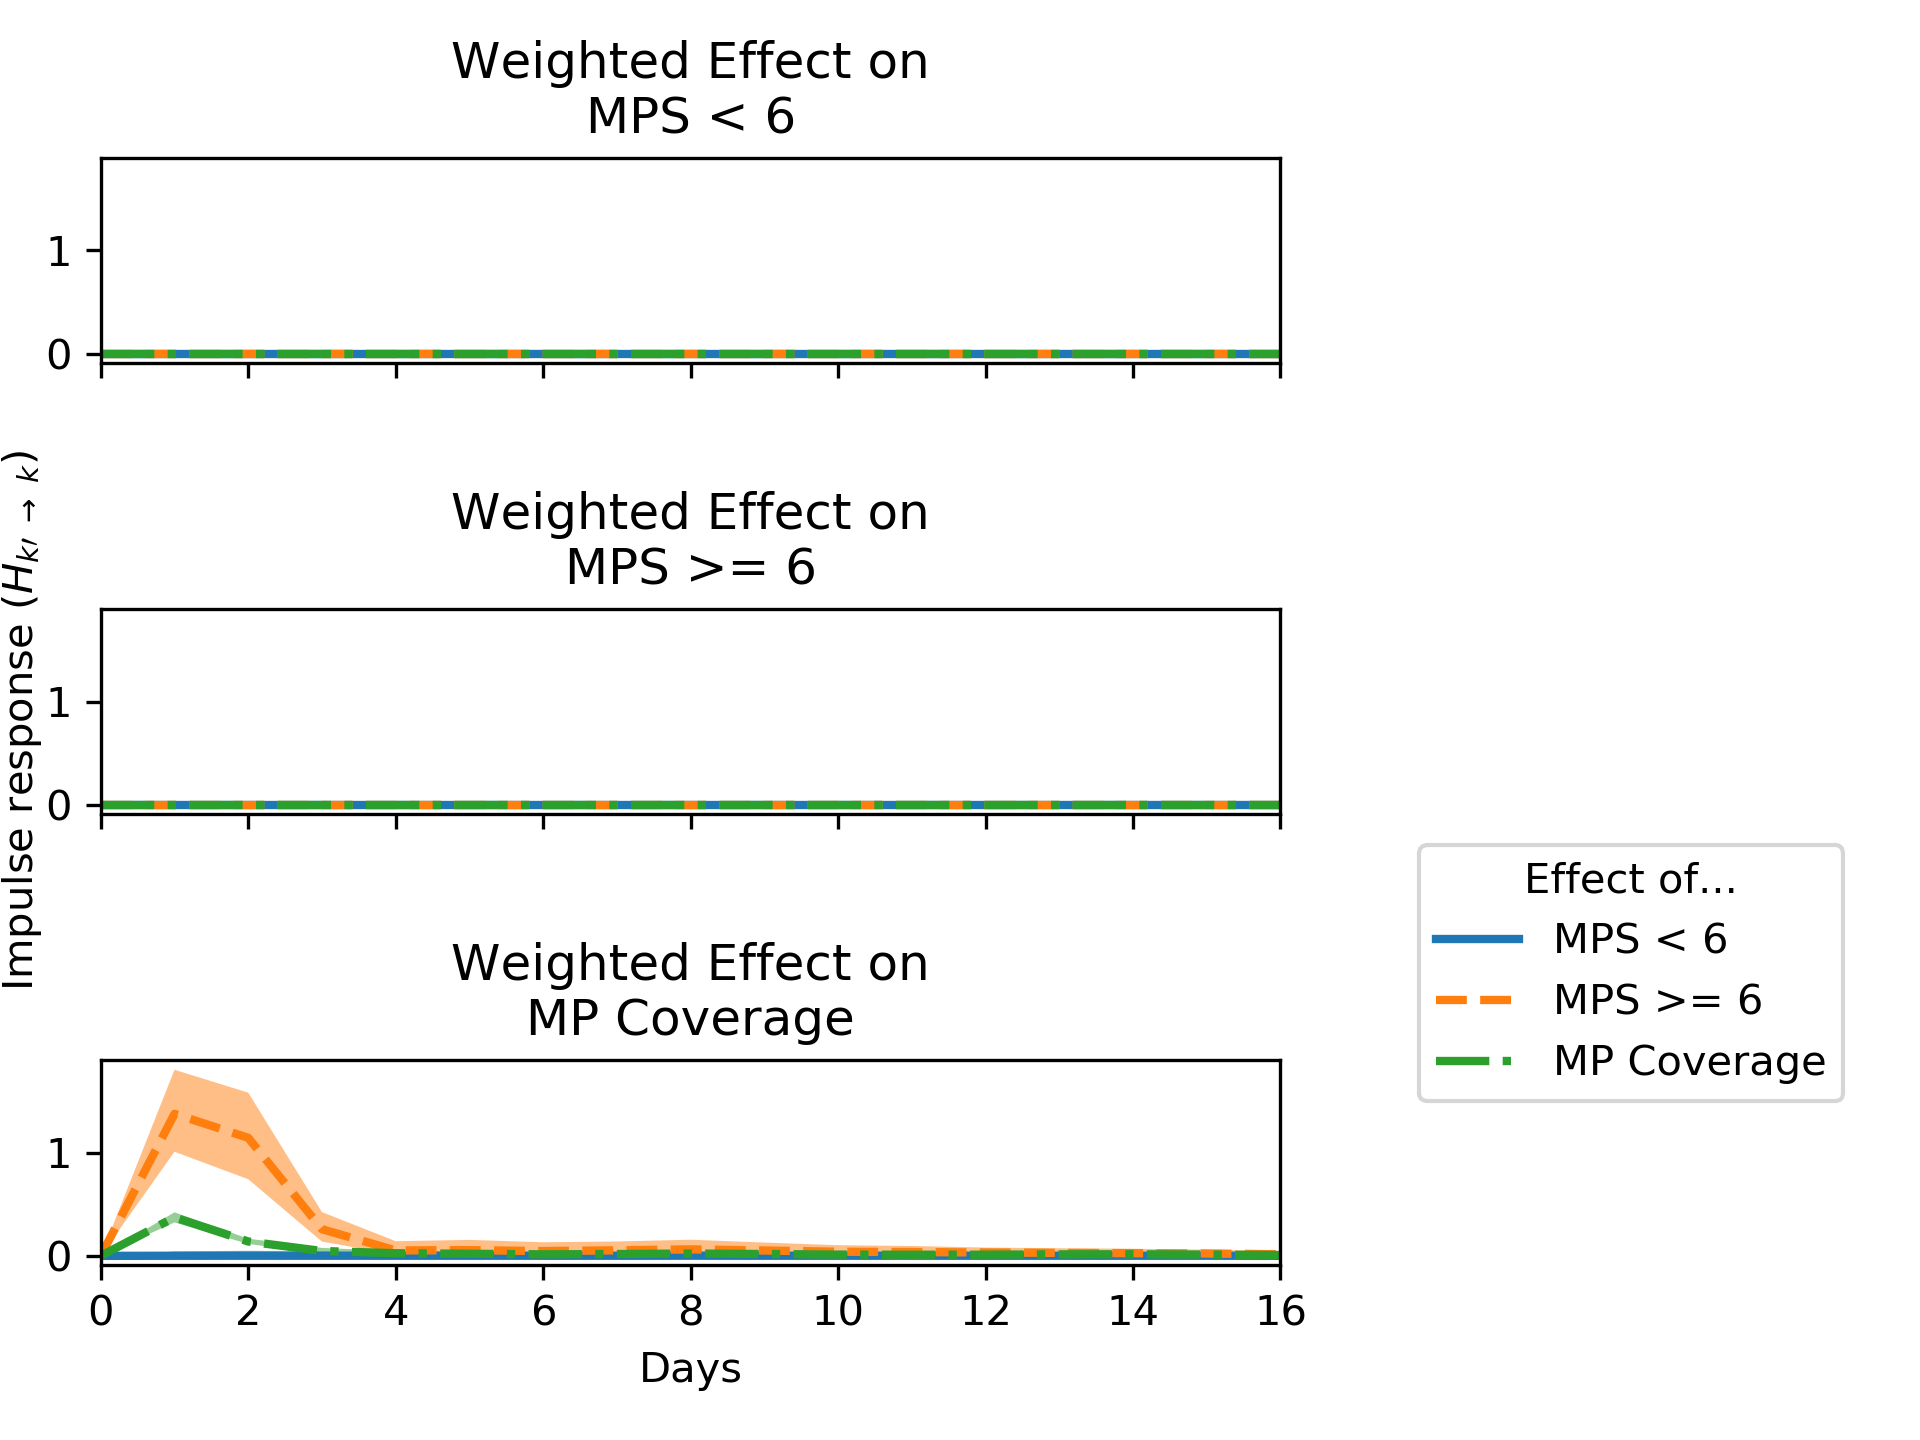 Weighted Effect on
MPS < 6
1
0
Impulse response (H_{k′ → k})
Weighted Effect on
MPS >= 6
1
0
Weighted Effect on
MP Coverage
1
0
0 2 4 6 8 10 12 14 16
Days
Effect of...
MPS < 6
MPS >= 6
MP Coverage